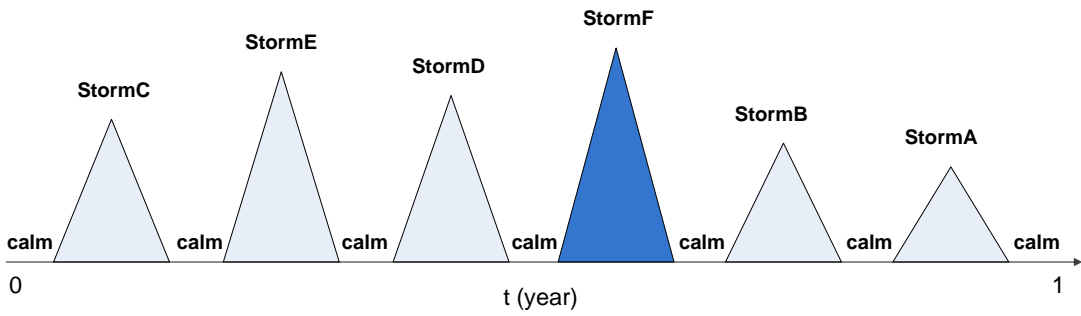 StormF
StormE
StormD
StormC
StormB
StormA
calm calm calm calm calm calm calm
0 1
t (year)